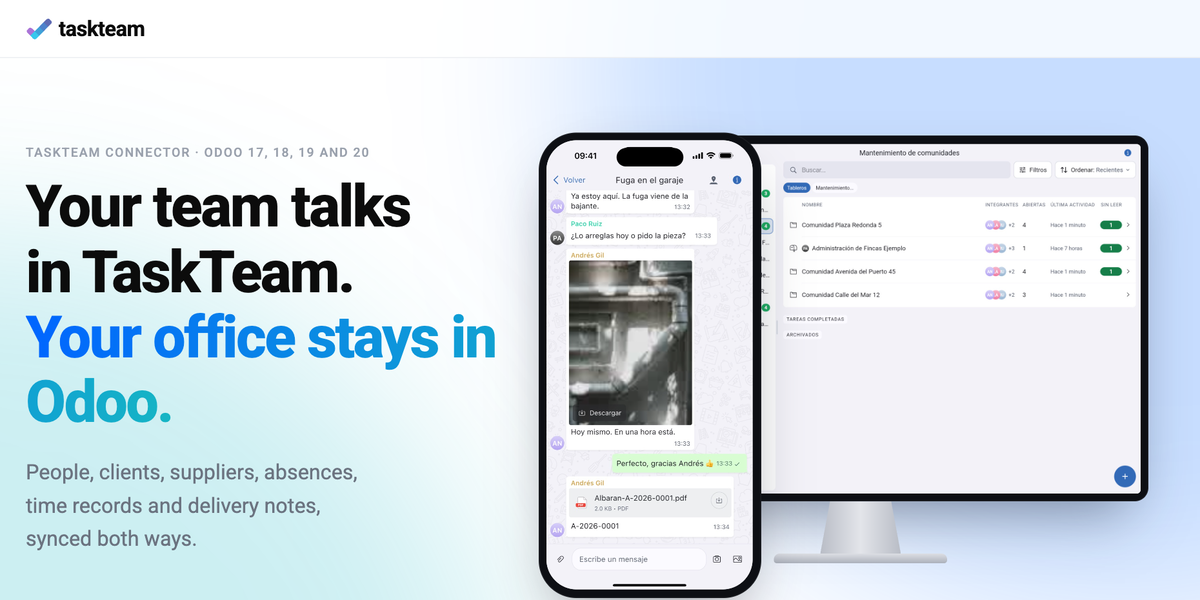 taskteam
TASKTEAM CONNECTOR · ODOO 17, 18, 19 AND 20
Your team talks
in TaskTeam.
Your office stays in
Odoo.
People, clients, suppliers, absences,
time records and delivery notes,
synced both ways.
09:41
Volver
Fuga en el garaje
Ya estoy aquí. La fuga viene de la
bajante.
13:32
AN
Paco Ruiz
¿Lo arreglas hoy o pido la pieza?
13:33
PA
Andrés Gil
Descargar
Hoy mismo. En una hora está.
13:33
AN
Perfecto, gracias Andrés 👍 13:33
Andrés Gil
Albaran-A-2026-0001.pdf
2.0 KB • PDF
A-2026-0001
13:34
AN
Escribe un mensaje
Mantenimiento de comunidades
Buscar...
Filtros
Ordenar: Recientes
Tableros
Mantenimiento...
NOMBRE
INTEGRANTES
ABIERTAS
ÚLTIMA ACTIVIDAD
SIN LEER
Comunidad Plaza Redonda 5
+2
4
Hace 1 minuto
1
Administración de Fincas Ejemplo
+3
1
Hace 7 horas
1
Comunidad Avenida del Puerto 45
+2
4
Hace 1 minuto
1
Comunidad Calle del Mar 12
+2
3
Hace 1 minuto
TAREAS COMPLETADAS
ARCHIVADOS